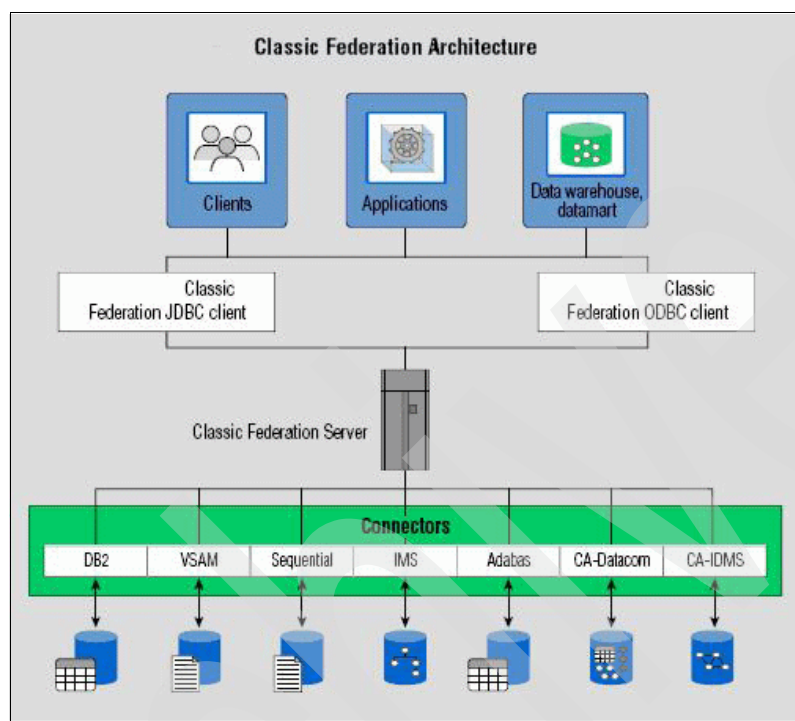 Classic Federation Architecture
Clients
Applications
Data warehouse,
datamart
Classic
Federation JDBC client
Classic
Federation ODBC client
Classic Federation Server
Connectors
DB2
VSAM
Sequential
IMS
Adabas
CA-Datacom
CA-IDMS